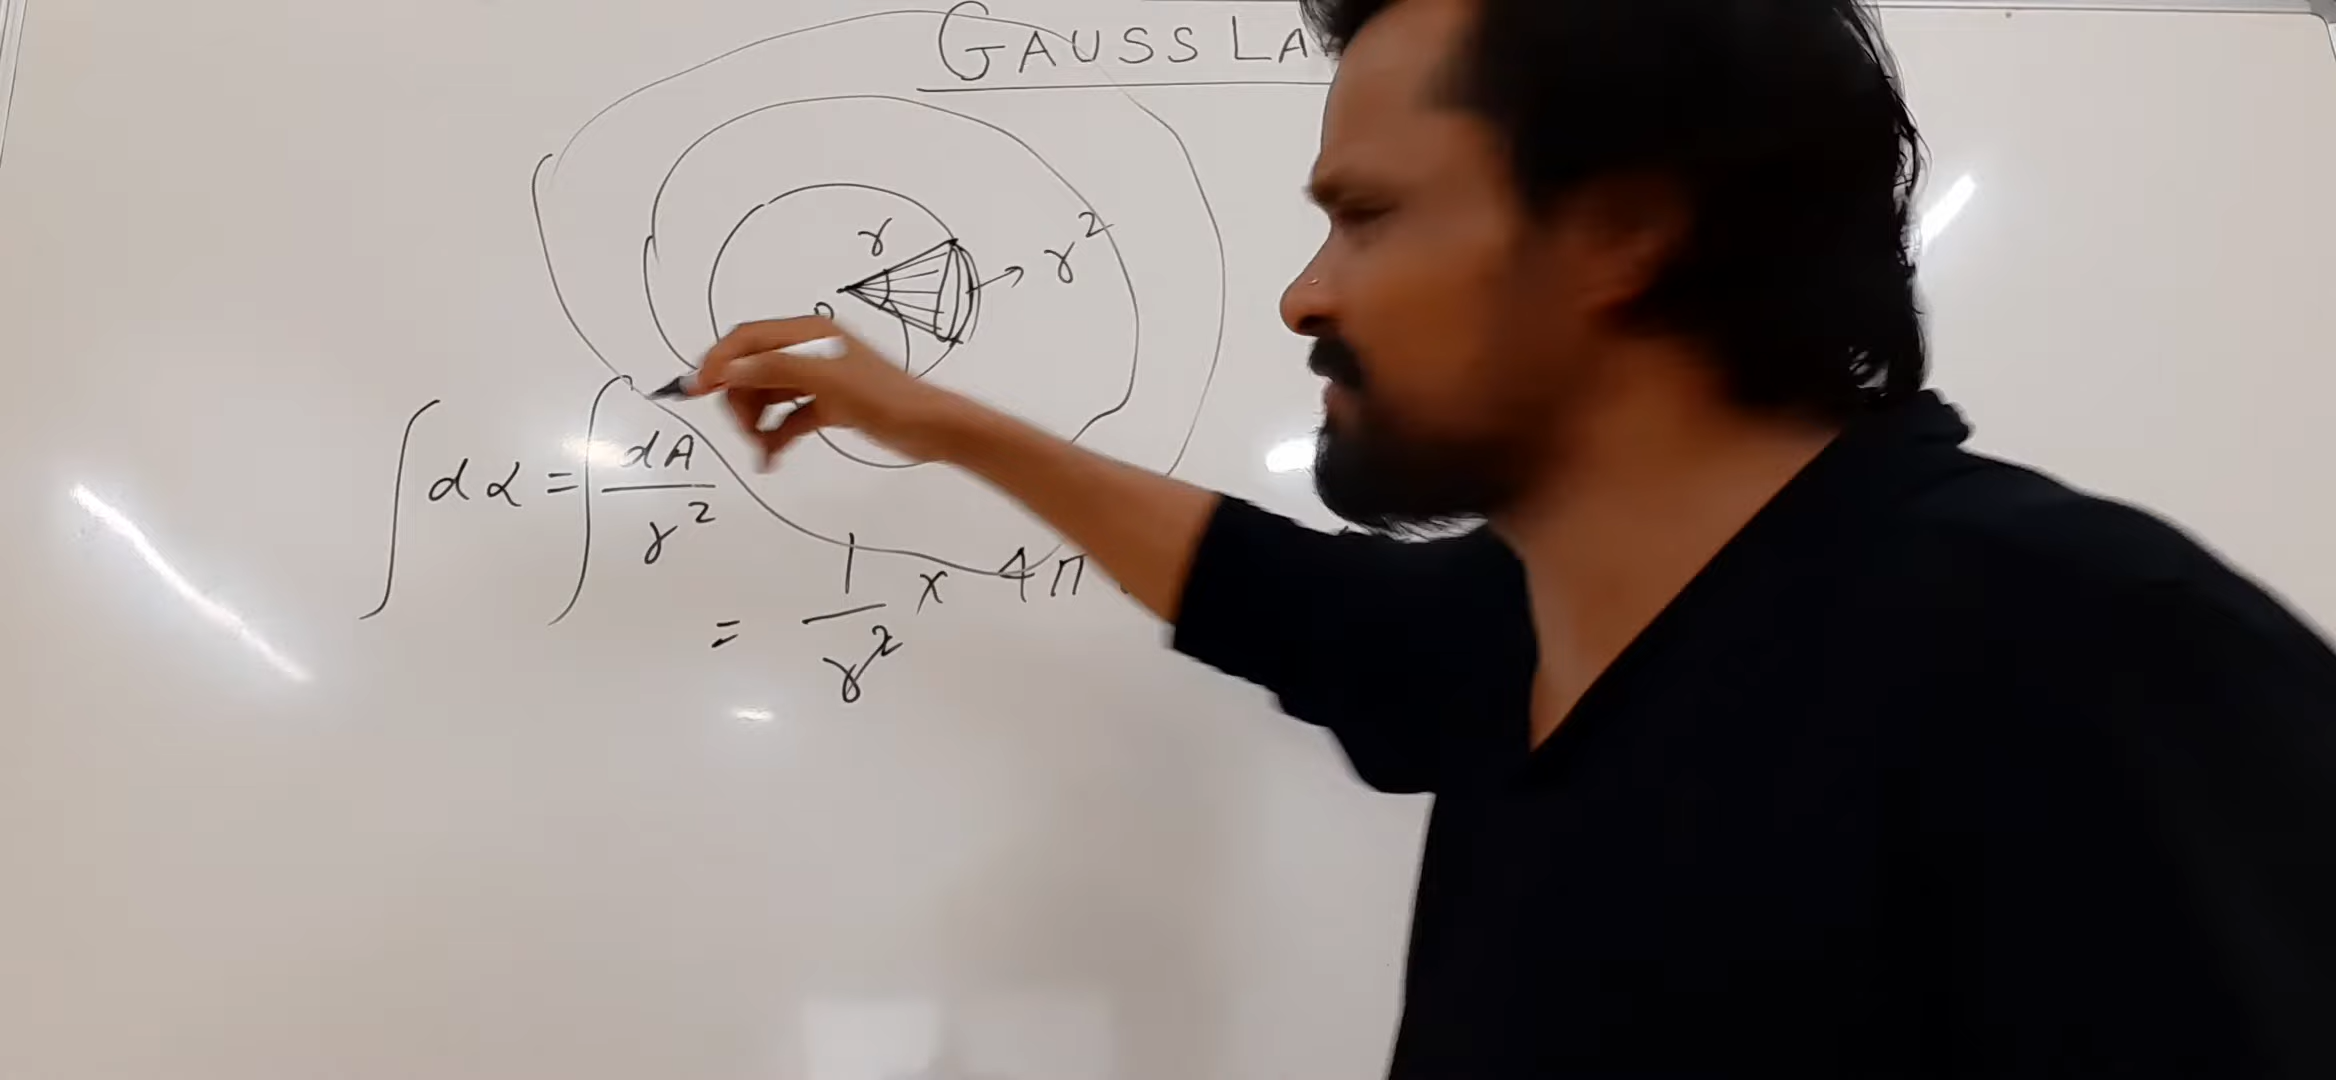 GAUSS LA
r
r²
∫ dα = ∫ dA / r²
= 1 / r² x 4π